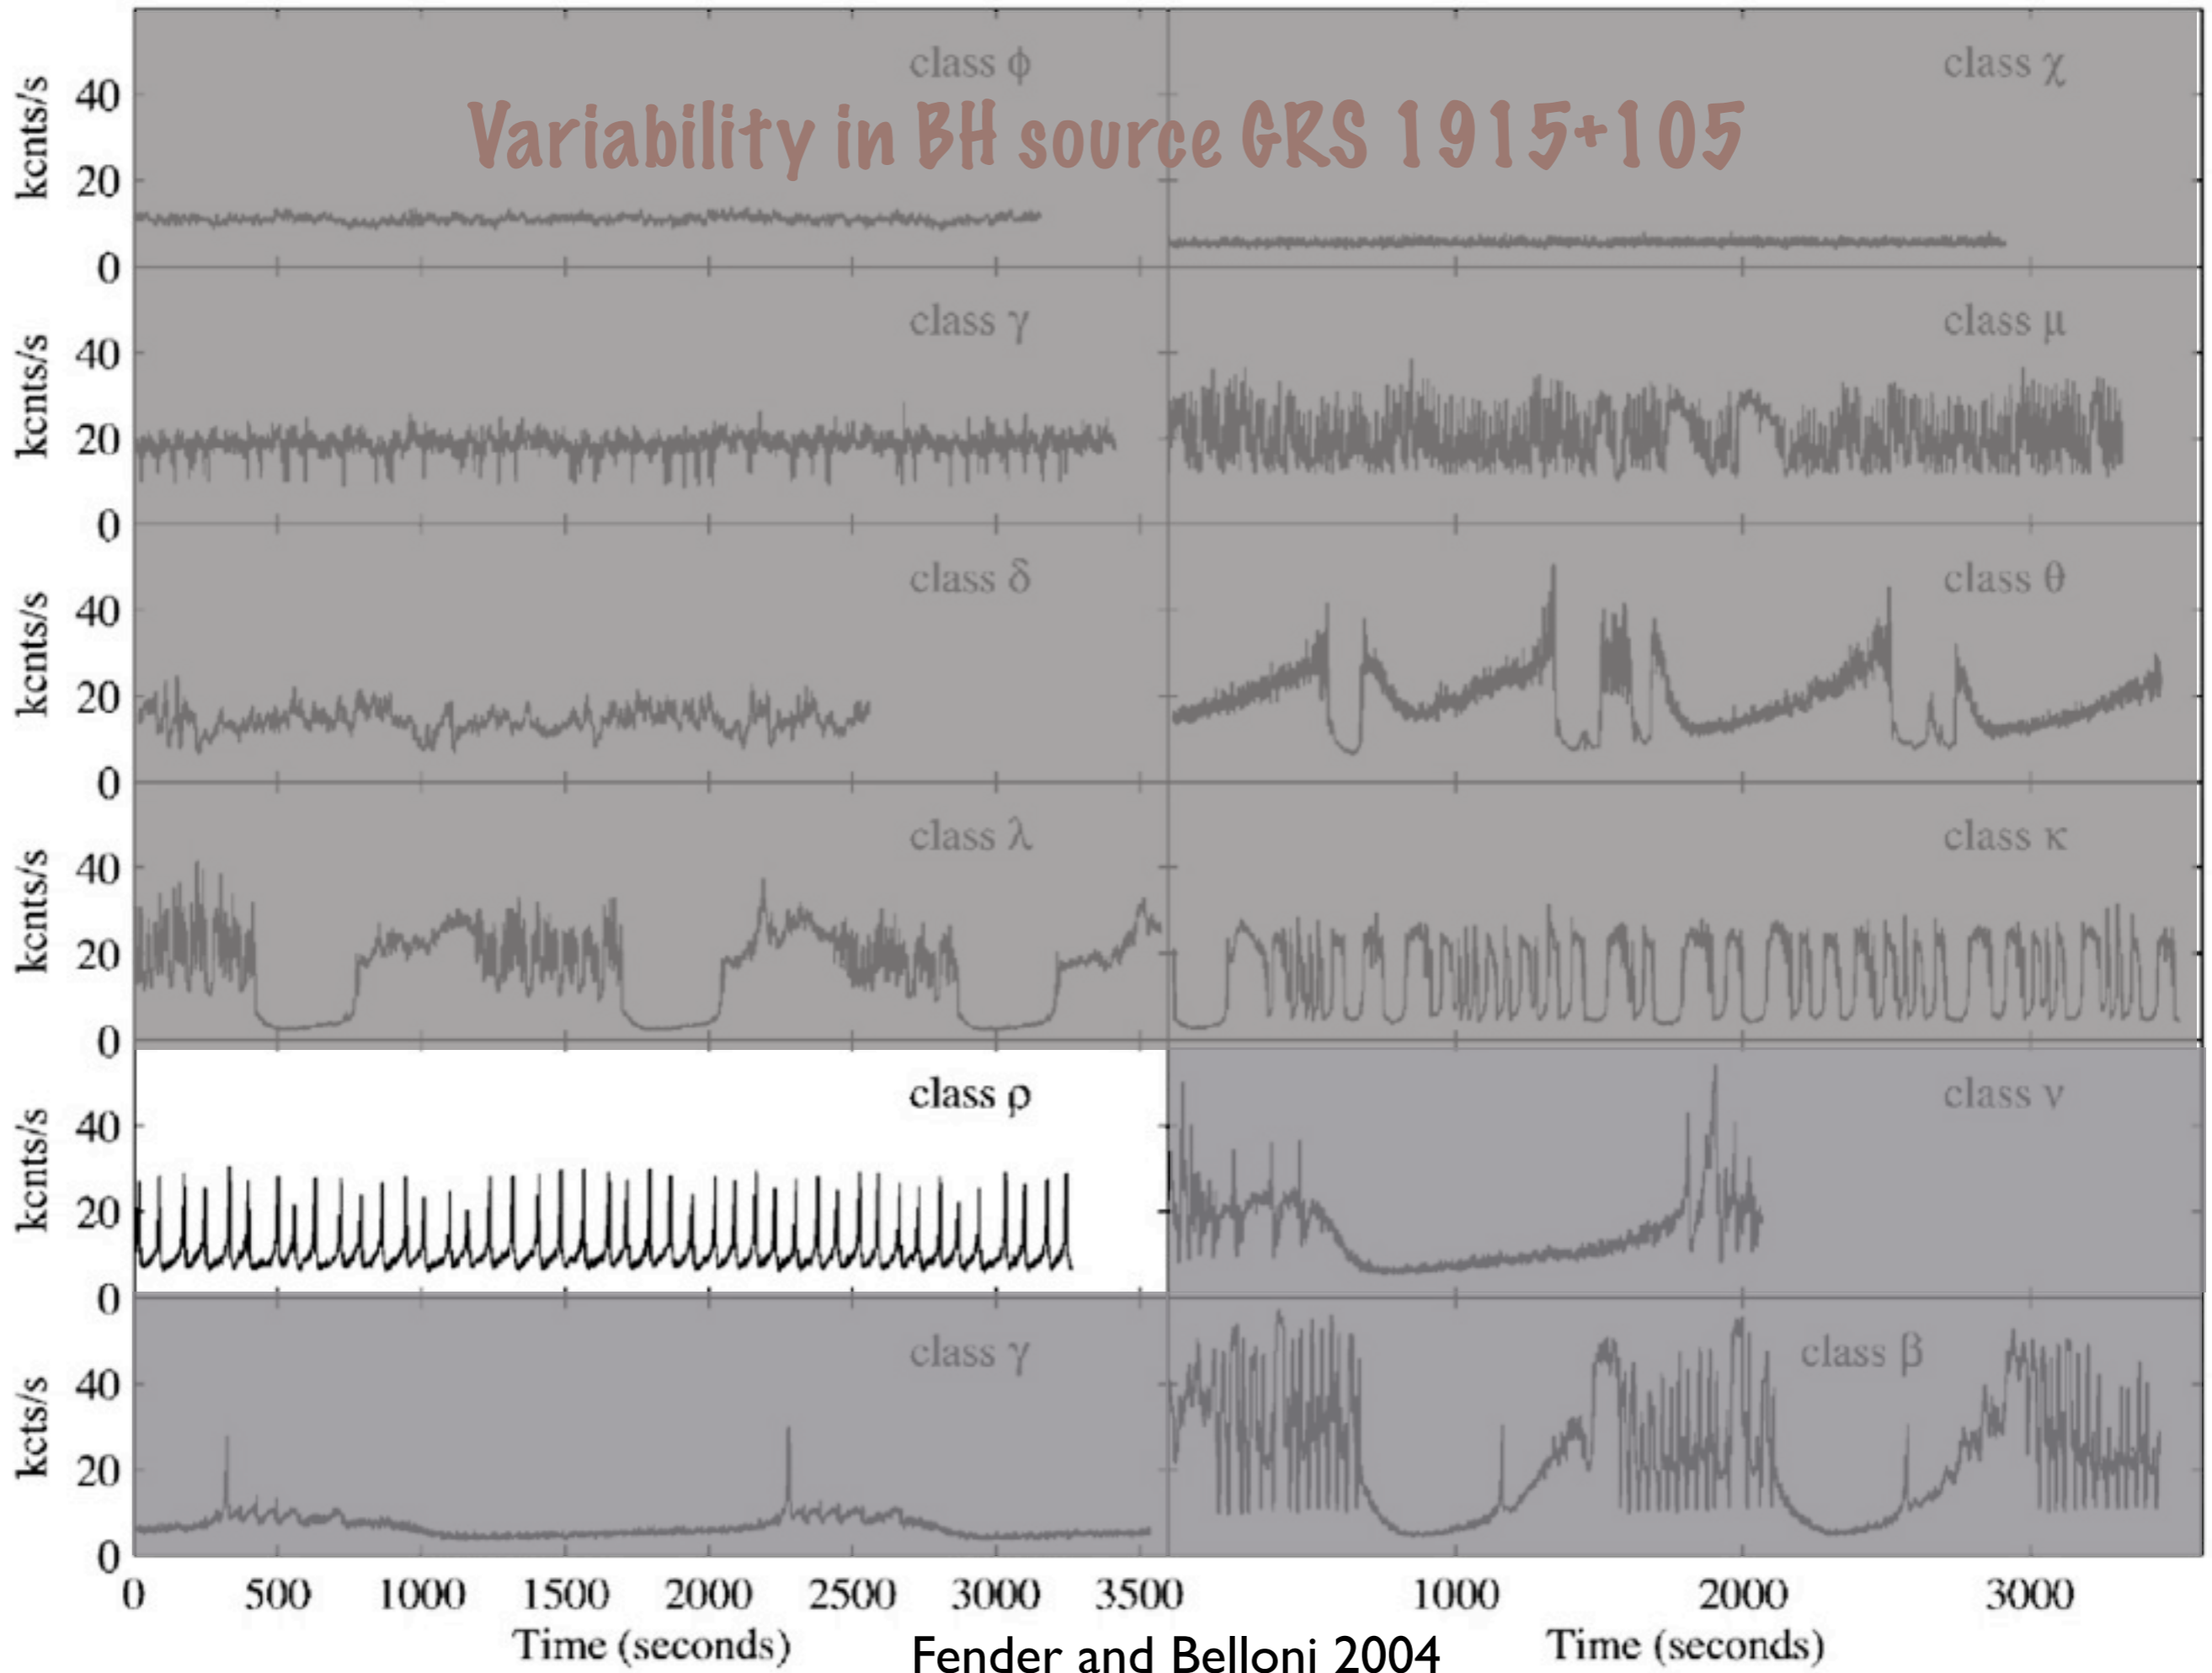 class ϕ
class χ
Variability in BH source GRS 1915+105
kcnts/s
40
20
0
class γ
class μ
kcnts/s
40
20
0
class δ
class θ
kcnts/s
40
20
0
class λ
class κ
kcnts/s
40
20
0
class ρ
class ν
kcnts/s
40
20
0
class γ
class β
kcts/s
40
20
0
0 500 1000 1500 2000 2500 3000 3500 1000 2000 3000
Time (seconds) Time (seconds)
Fender and Belloni 2004